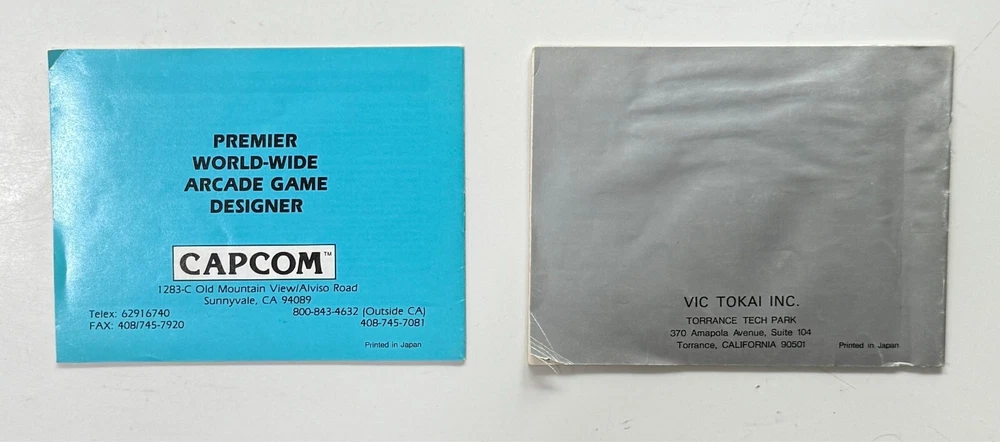 PREMIER
WORLD-WIDE
ARCADE GAME
DESIGNER
CAPCOM™
1283-C Old Mountain View/Alviso Road
Sunnyvale, CA 94089
Telex: 62916740
800-843-4632 (Outside CA)
FAX: 408/745-7920
408-745-7081
Printed in Japan
VIC TOKAI INC.
TORRANCE TECH PARK
370 Amapola Avenue, Suite 104
Torrance, CALIFORNIA 90501
Printed in Japan